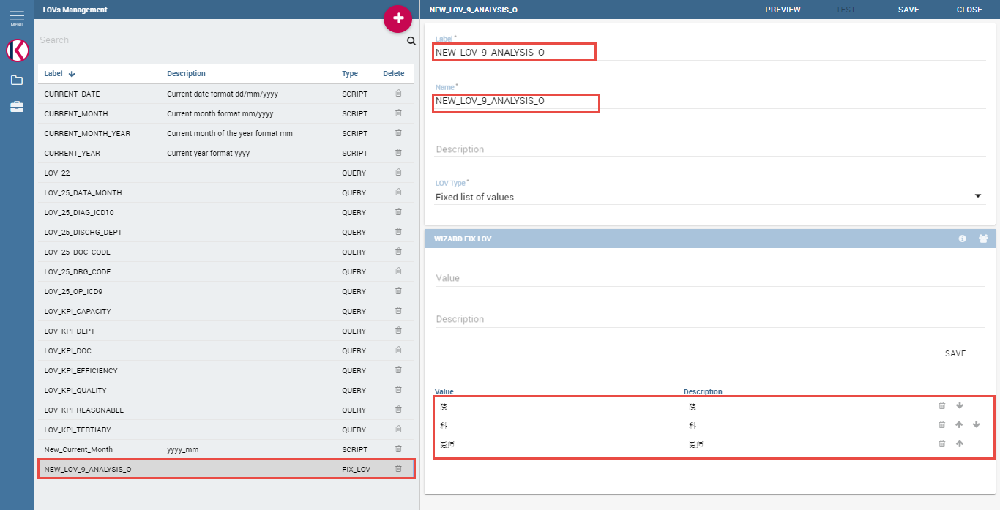 MENU
LOVs Management
Search
Label Description Type Delete
CURRENT_DATE Current date format dd/mm/yyyy SCRIPT
CURRENT_MONTH Current month format mm/yyyy SCRIPT
CURRENT_MONTH_YEAR Current month of the year format mm SCRIPT
CURRENT_YEAR Current year format yyyy SCRIPT
LOV_22 QUERY
LOV_25_DATA_MONTH QUERY
LOV_25_DIAG_ICD10 QUERY
LOV_25_DISCHG_DEPT QUERY
LOV_25_DOC_CODE QUERY
LOV_25_DRG_CODE QUERY
LOV_25_OP_ICD9 QUERY
LOV_KPI_CAPACITY QUERY
LOV_KPI_DEPT QUERY
LOV_KPI_DOC QUERY
LOV_KPI_EFFICIENCY QUERY
LOV_KPI_QUALITY QUERY
LOV_KPI_REASONABLE QUERY
LOV_KPI_TERTIARY QUERY
New_Current_Month yyyy_mm SCRIPT
NEW_LOV_9_ANALYSIS_O FIX_LOV
NEW_LOV_9_ANALYSIS_O PREVIEW TEST SAVE CLOSE
Label *
NEW_LOV_9_ANALYSIS_O
Name *
NEW_LOV_9_ANALYSIS_O
Description
LOV Type *
Fixed list of values
WIZARD FIX LOV
Value
Description
SAVE
Value Description
院 院
科 科
医师 医师